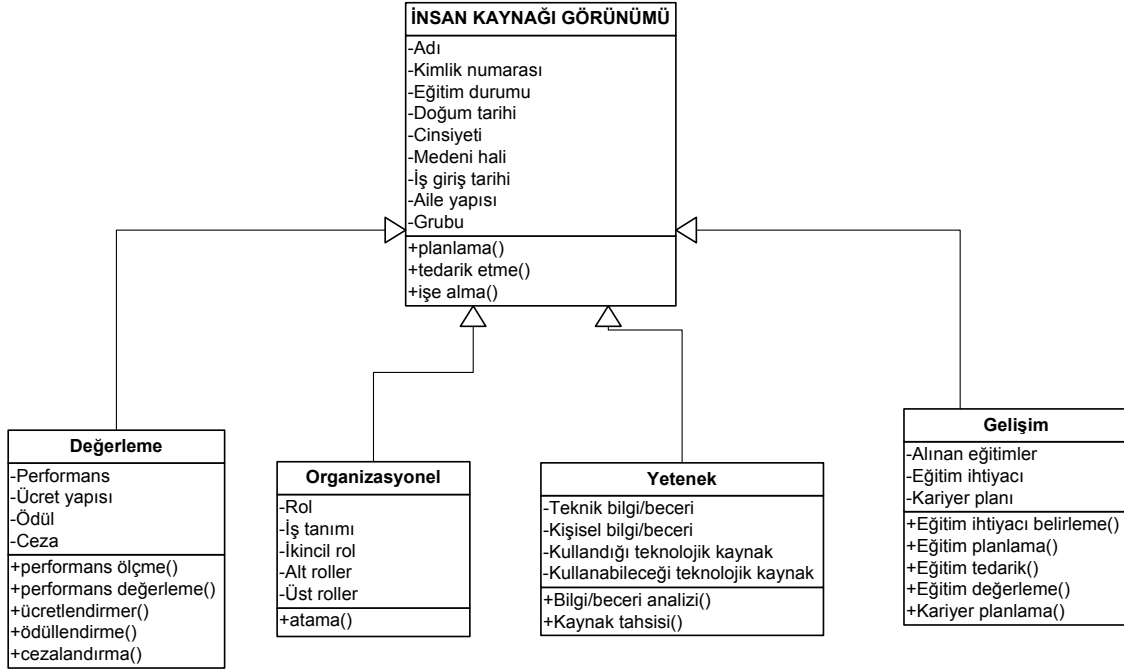 İNSAN KAYNAĞI GÖRÜNÜMÜ
-Adı
-Kimlik numarası
-Eğitim durumu
-Doğum tarihi
-Cinsiyeti
-Medeni hali
-İş giriş tarihi
-Aile yapısı
-Grubu
+planlama()
+tedarik etme()
+işe alma()
Değerleme
-Performans
-Ücret yapısı
-Ödül
-Ceza
+performans ölçme()
+performans değerleme()
+ücretlendirmer()
+ödüllendirme()
+cezalandırma()
Organizasyonel
-Rol
-İş tanımı
-İkincil rol
-Alt roller
-Üst roller
+atama()
Yetenek
-Teknik bilgi/beceri
-Kişisel bilgi/beceri
-Kullandığı teknolojik kaynak
-Kullanabileceği teknolojik kaynak
+Bilgi/beceri analizi()
+Kaynak tahsisi()
Gelişim
-Alınan eğitimler
-Eğitim ihtiyacı
-Kariyer planı
+Eğitim ihtiyacı belirleme()
+Eğitim planlama()
+Eğitim tedarik()
+Eğitim değerleme()
+Kariyer planlama()